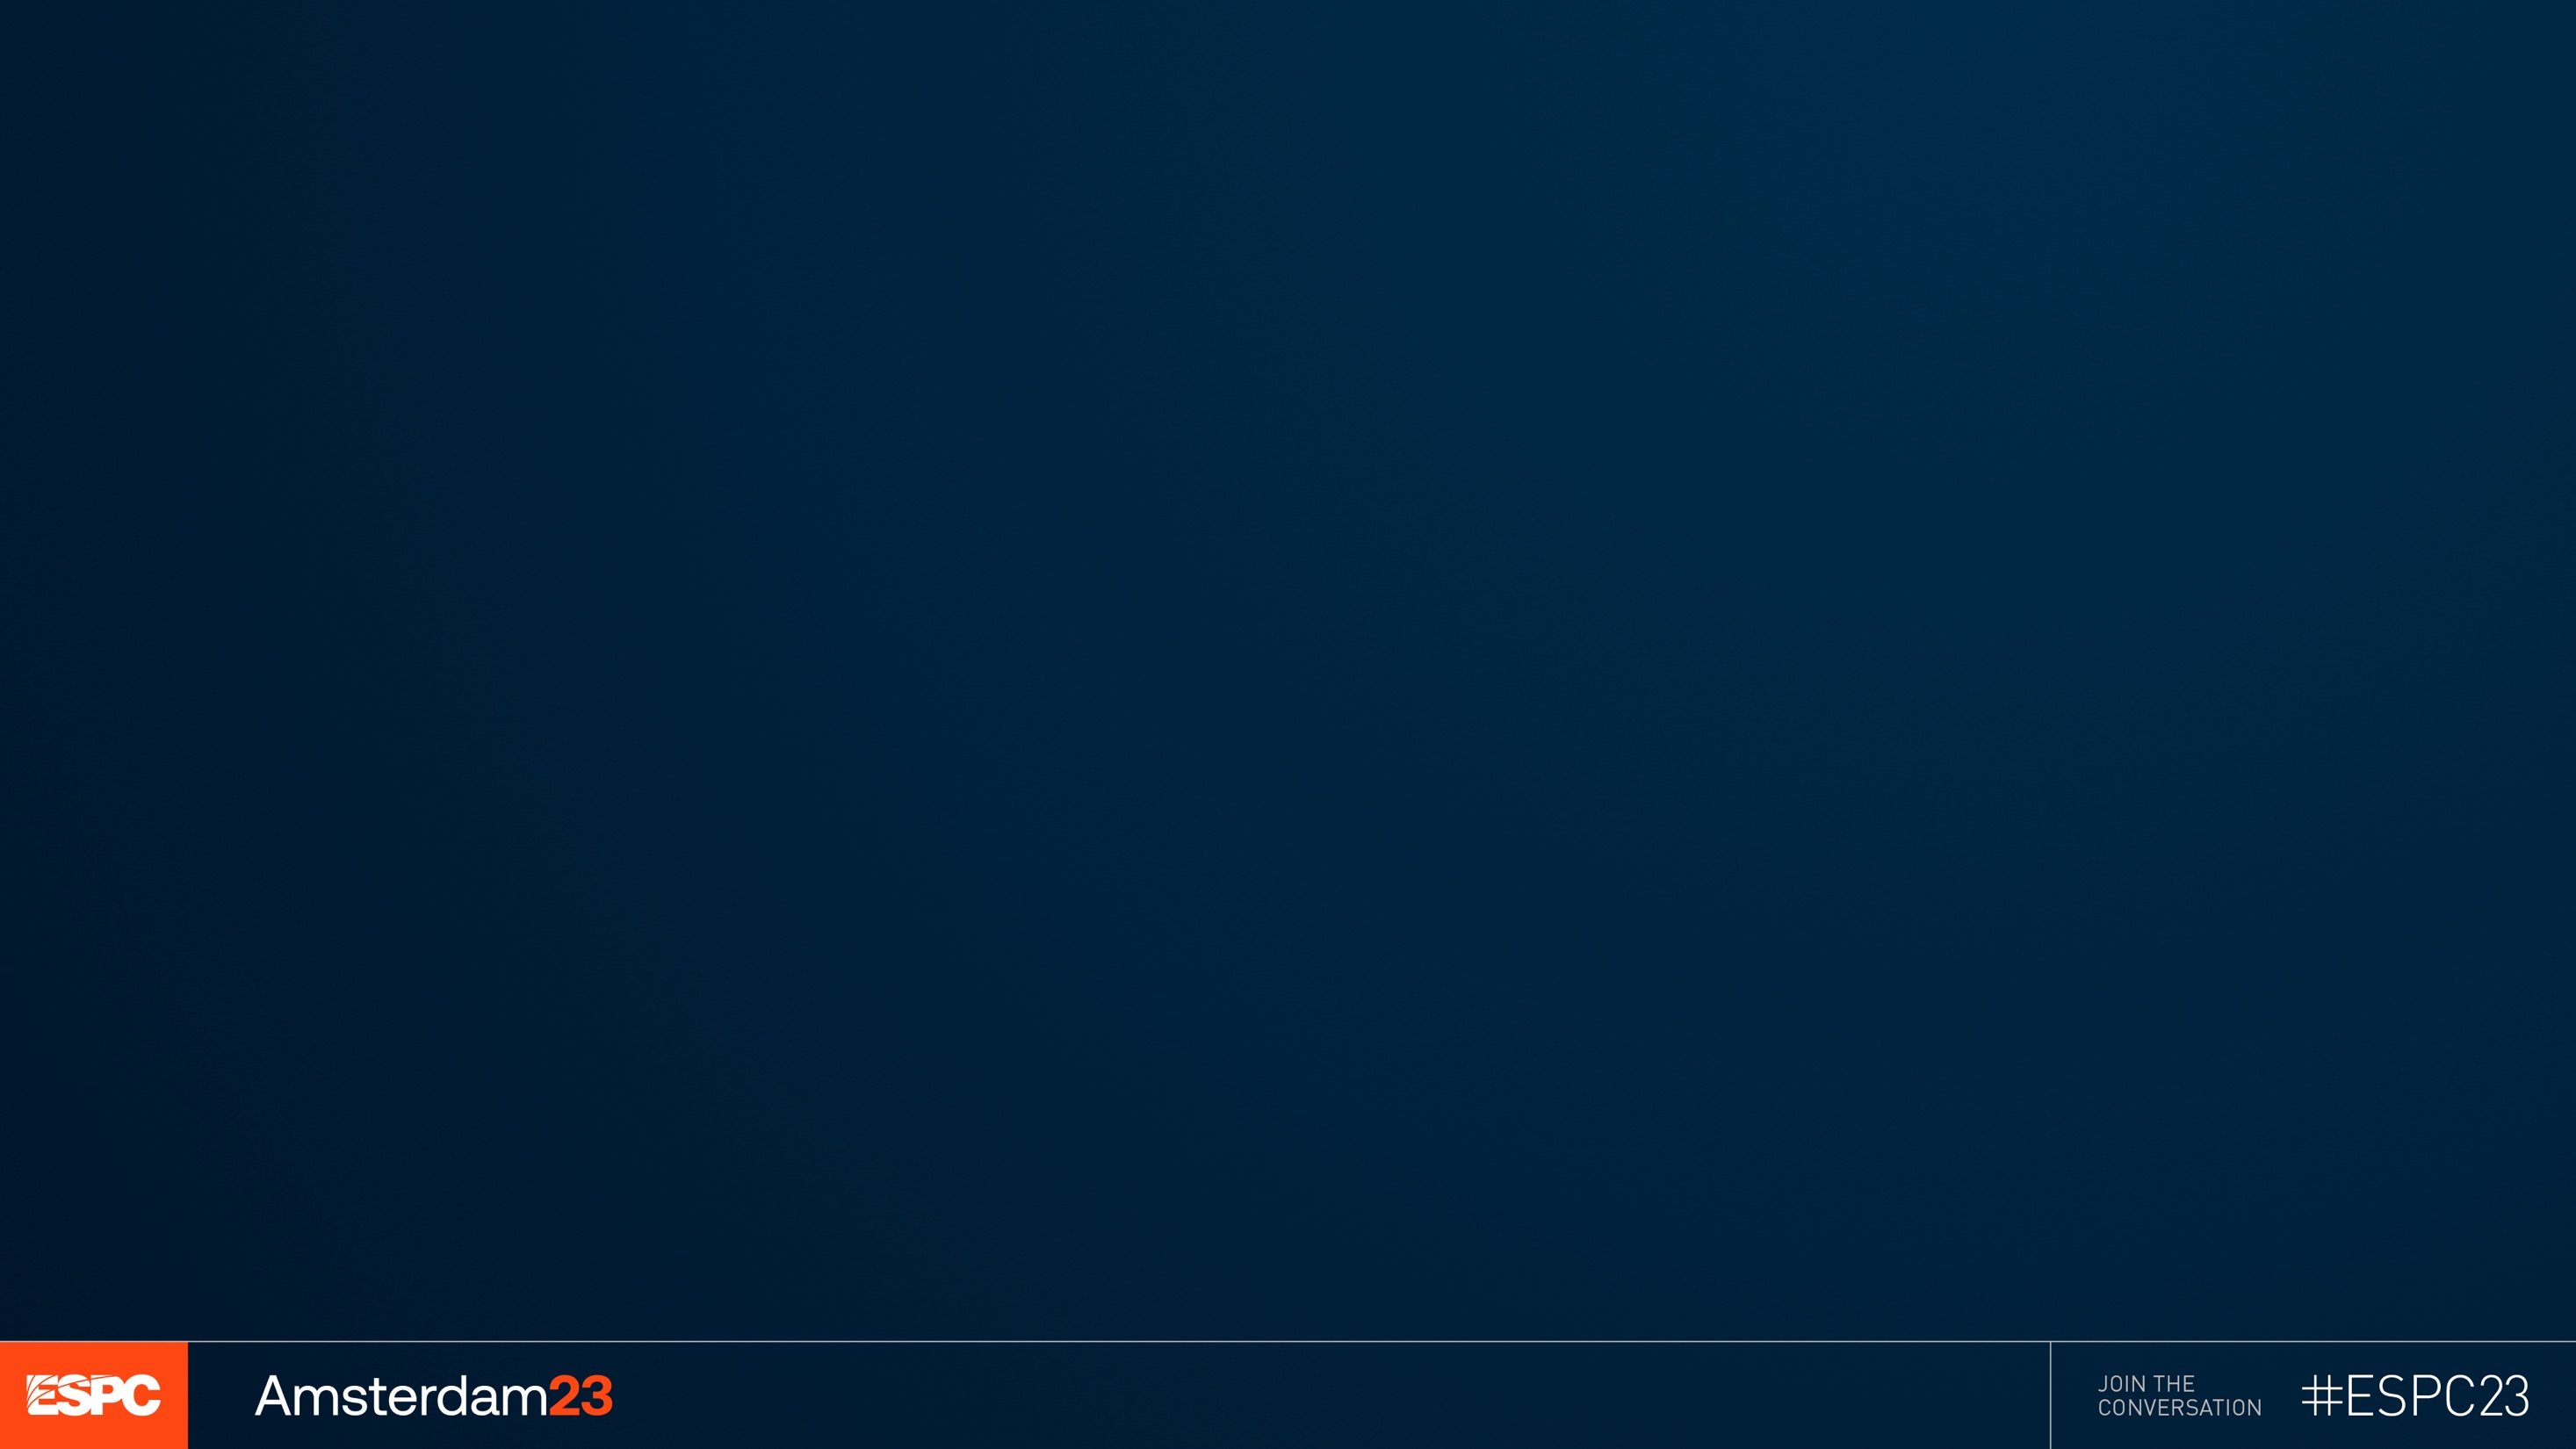 ESPC
Amsterdam23
JOIN THE
CONVERSATION
#ESPC23